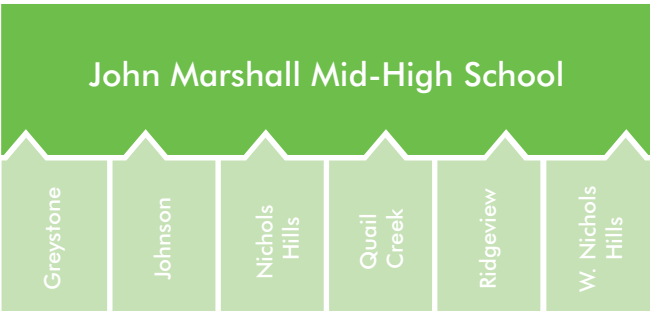 John Marshall Mid-High School
Greystone
Johnson
Nichols
Hills
Quail
Creek
Ridgeview
W. Nichols
Hills